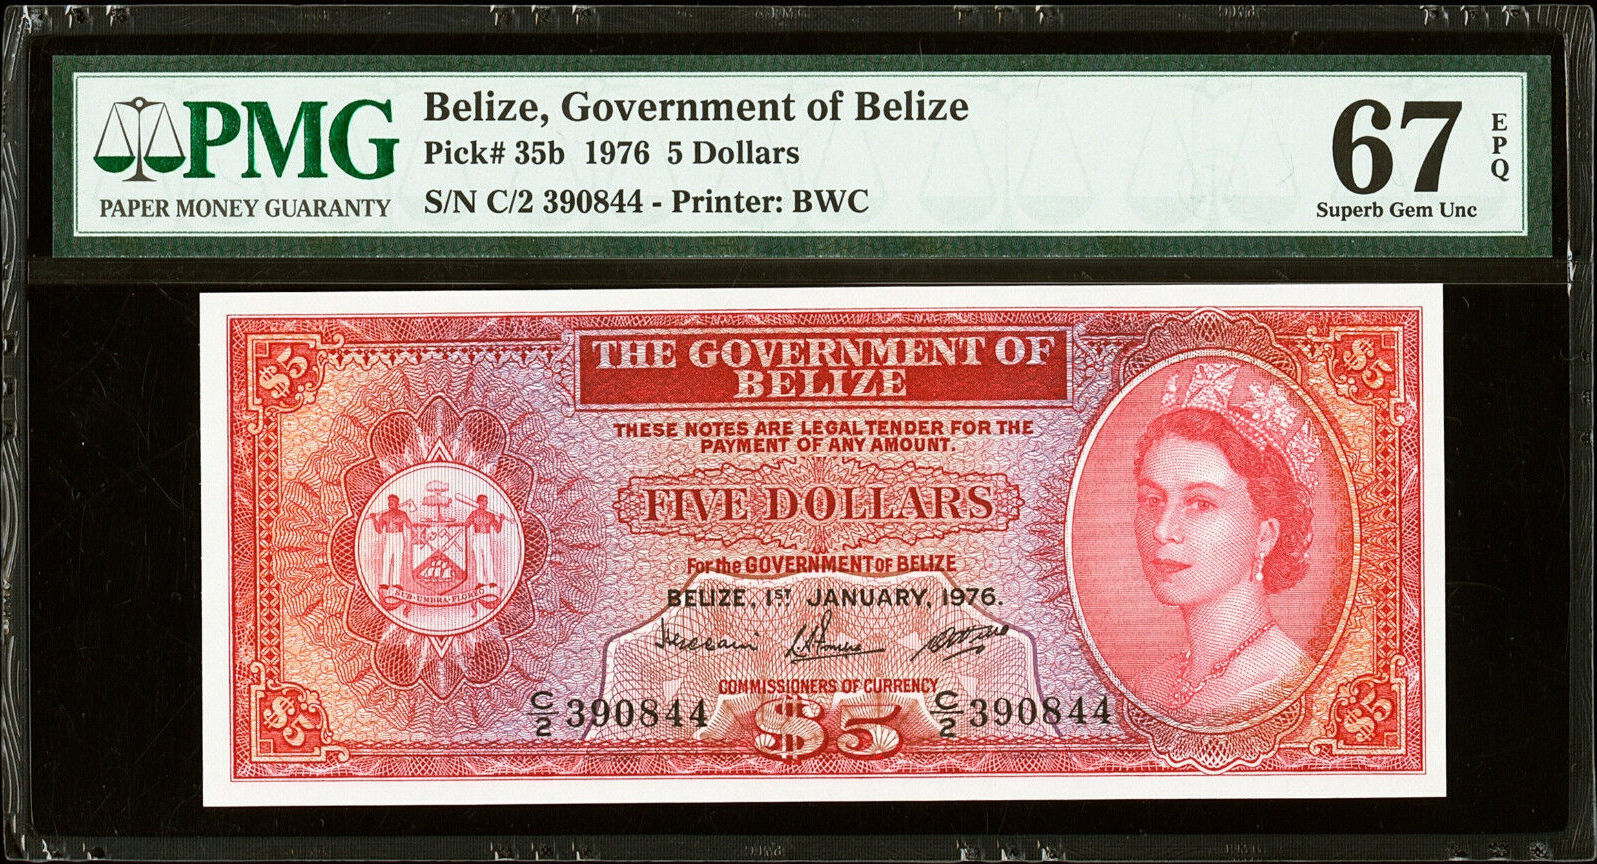 PMG
PAPER MONEY GUARANTY
Belize, Government of Belize
Pick# 35b 1976 5 Dollars
S/N C/2 390844 - Printer: BWC
67
EPQ
Superb Gem Unc
$5
$5
THE GOVERNMENT OF
BELIZE
THESE NOTES ARE LEGAL TENDER FOR THE
PAYMENT OF ANY AMOUNT.
FIVE DOLLARS
For the GOVERNMENT OF BELIZE
BELIZE, 1ST JANUARY, 1976.
SUB·UMBRA·FLOREO
COMMISSIONERS OF CURRENCY
C/2 390844
C/2 390844
$5
$5
$5